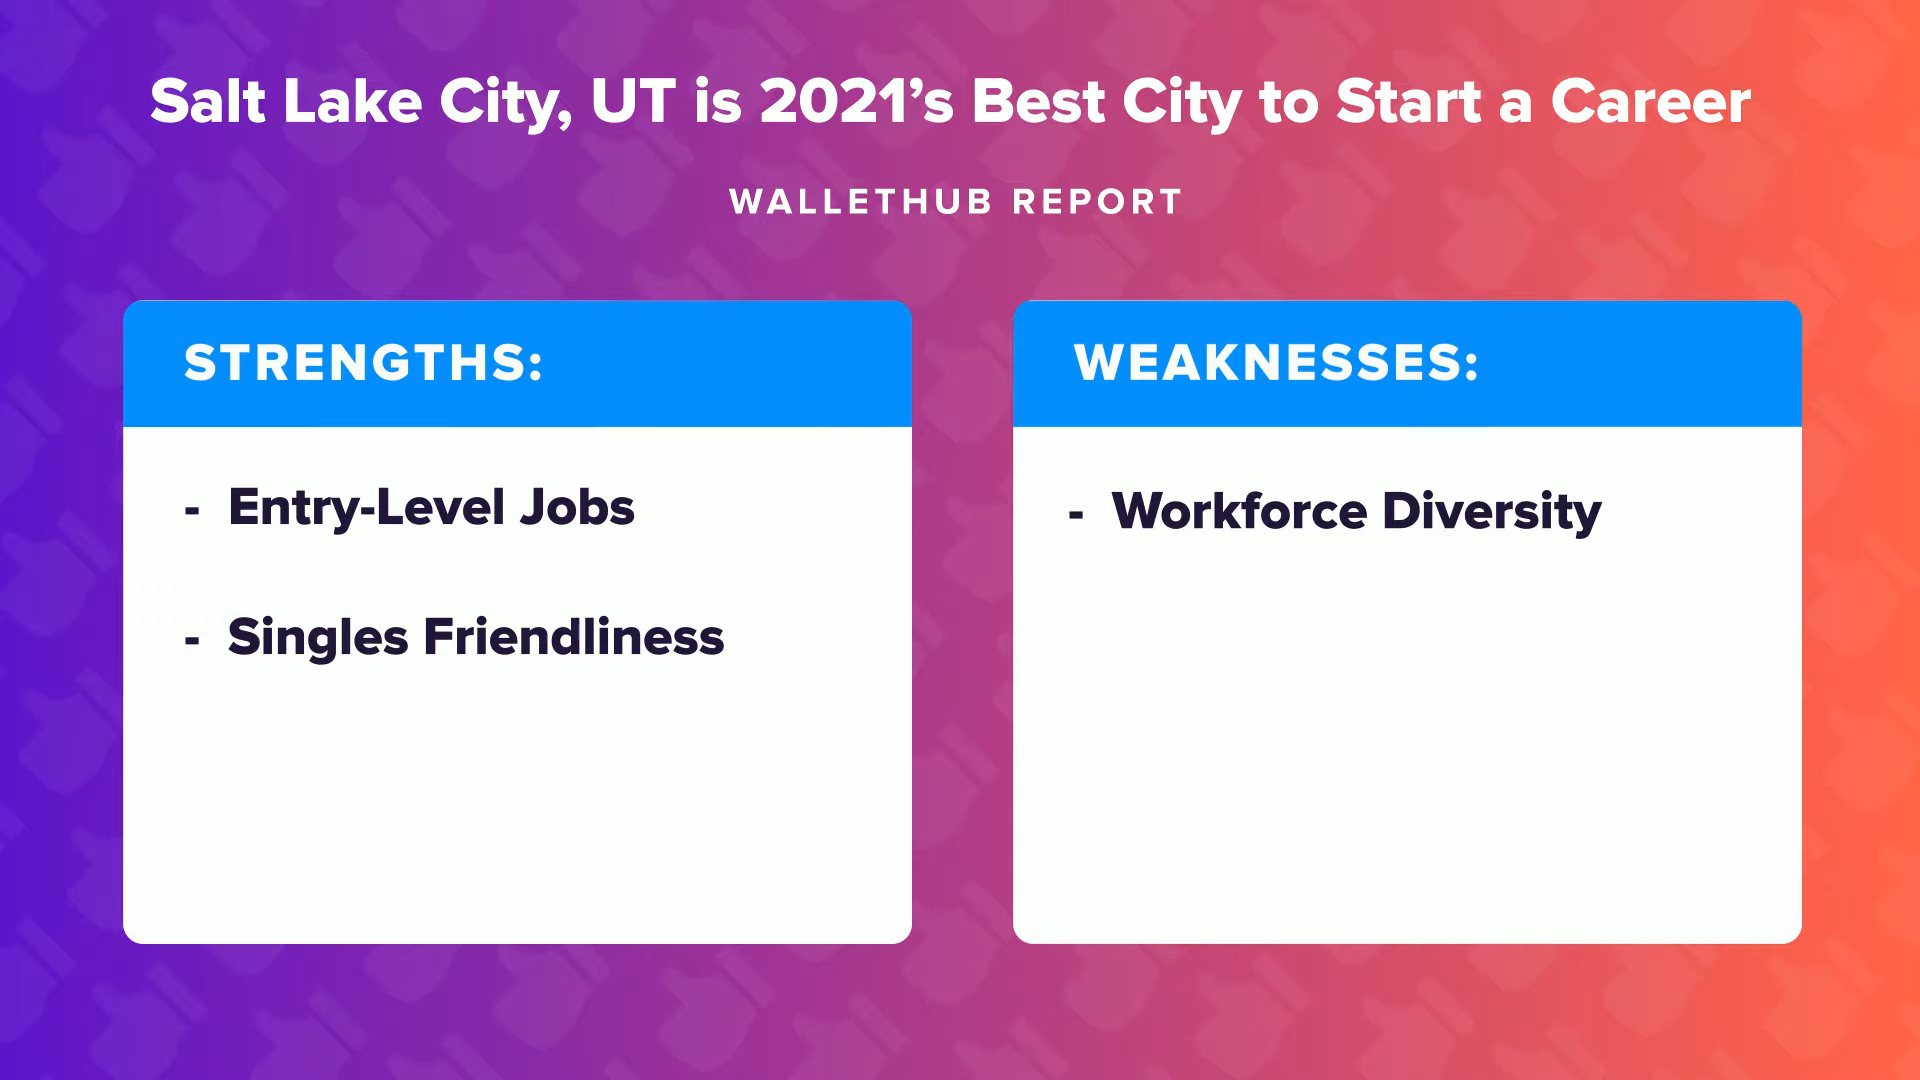 Salt Lake City, UT is 2021’s Best City to Start a Career
WALLETHUB REPORT
STRENGTHS:
- Entry-Level Jobs
- Singles Friendliness
WEAKNESSES:
- Workforce Diversity